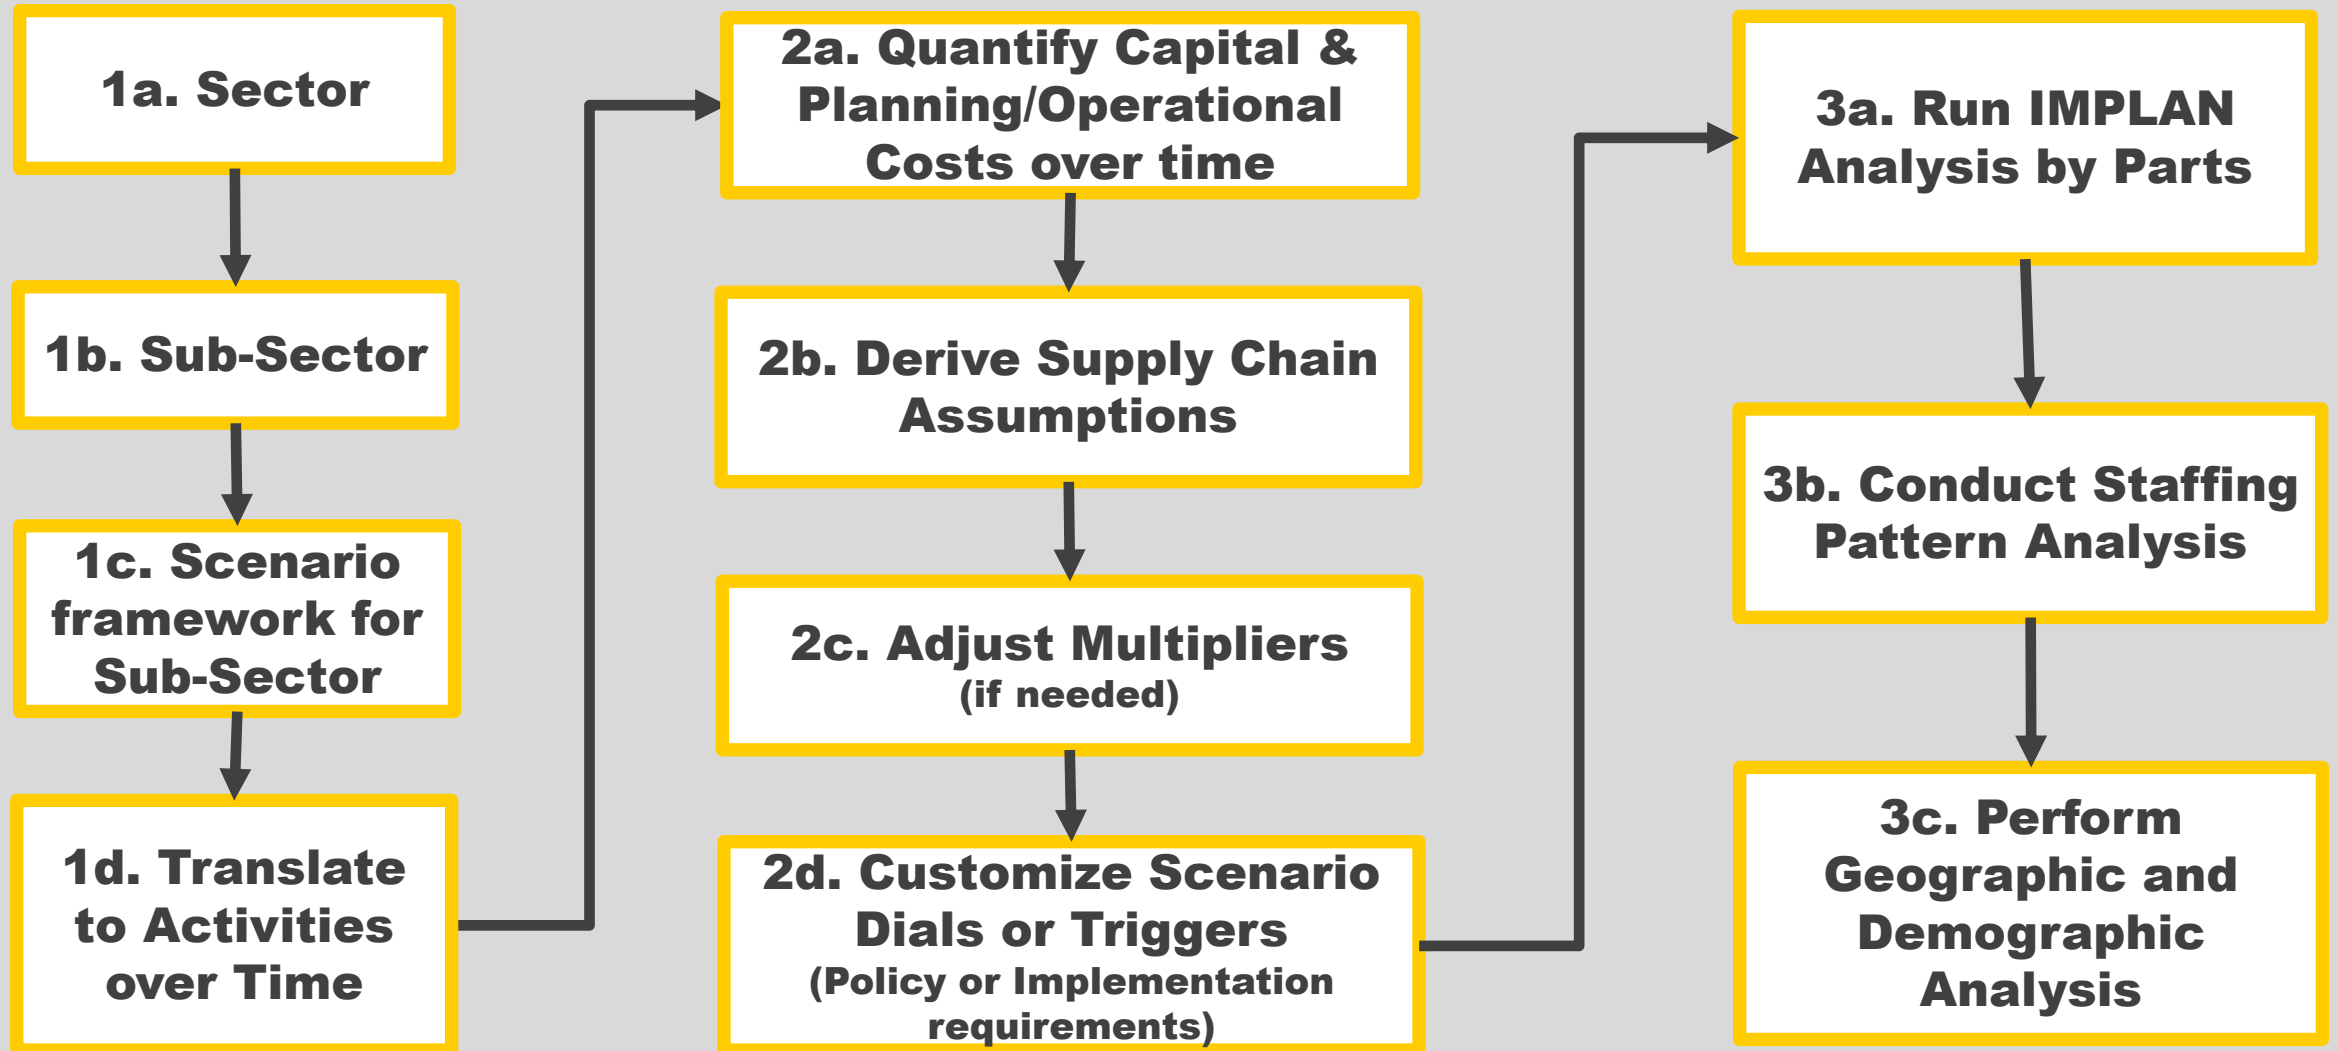 1a. Sector
1b. Sub-Sector
1c. Scenario
framework for
Sub-Sector
1d. Translate
to Activities
over Time
2a. Quantify Capital &
Planning/Operational
Costs over time
2b. Derive Supply Chain
Assumptions
2c. Adjust Multipliers
(if needed)
2d. Customize Scenario
Dials or Triggers
(Policy or Implementation
requirements)
3a. Run IMPLAN
Analysis by Parts
3b. Conduct Staffing
Pattern Analysis
3c. Perform
Geographic and
Demographic
Analysis